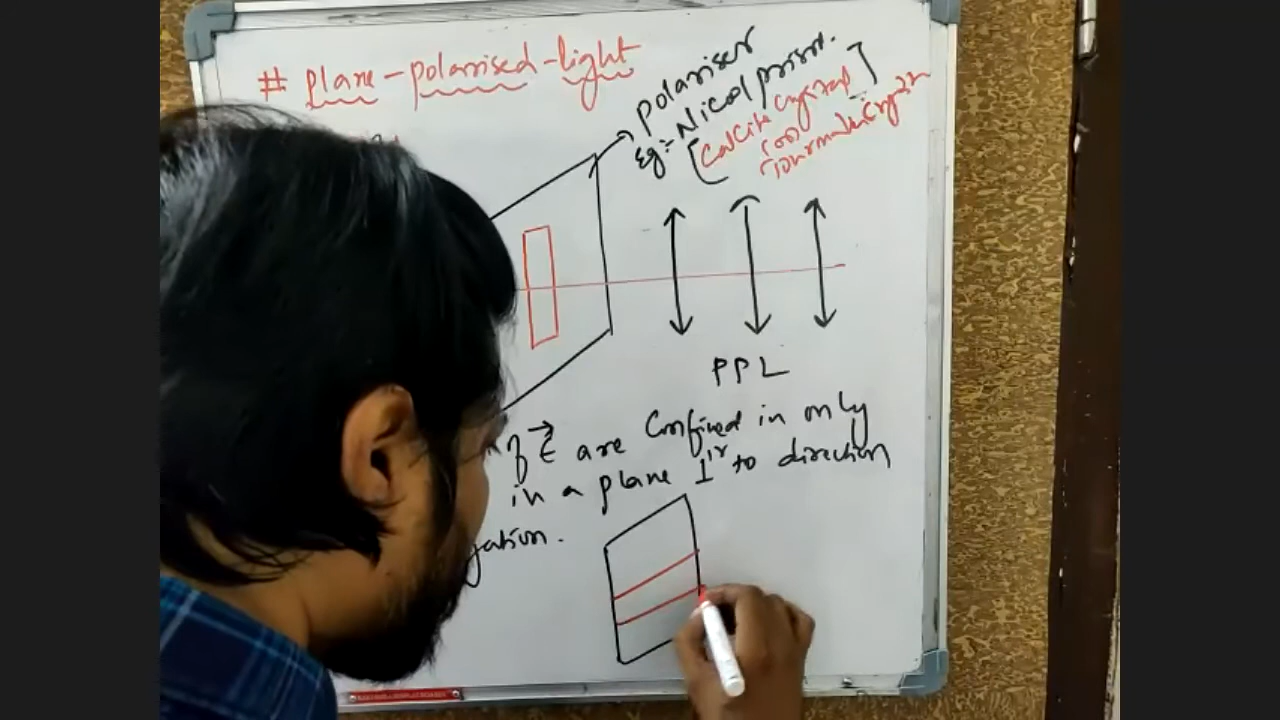 # Plane-polarised-light
Polariser
Eg:- Nicol prism.
[Calcite crystal
(or)
Tourmaline Crystal]
PPL
of E are Confined in only
in a plane ⊥ʳ to direction
gation.